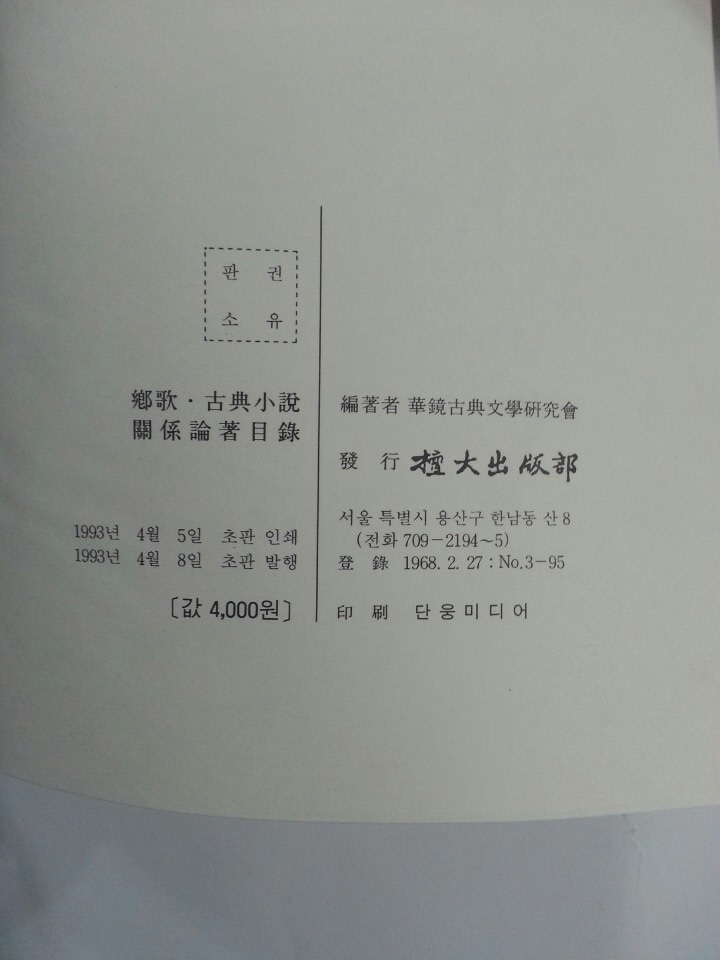 판 권
소 유
鄕歌·古典小說
關係論著目錄
1993년 4월 5일 초판 인쇄
1993년 4월 8일 초판 발행
〔값 4,000원〕
編著者 華鏡古典文學硏究會
發 行 檀大出版部
서울 특별시 용산구 한남동 산 8
(전화 709-2194~5)
登 錄 1968. 2. 27 : No.3-95
印 刷 단웅미디어